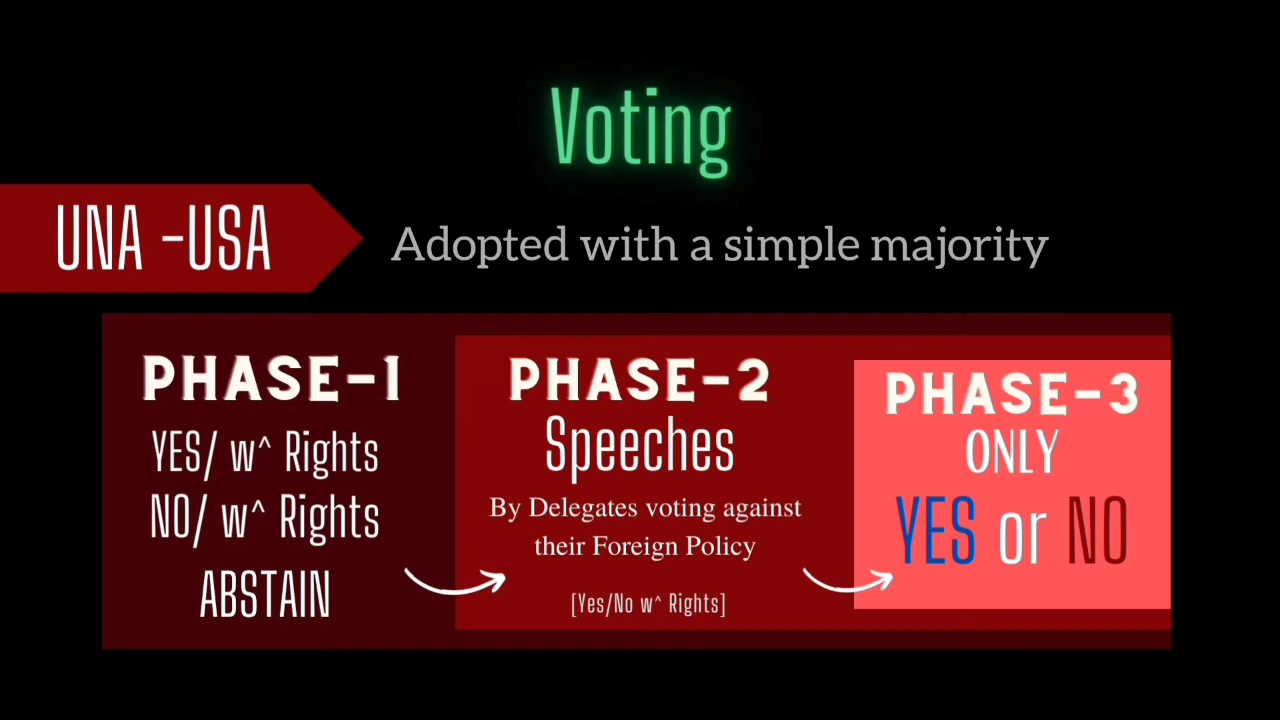 Voting
UNA -USA
Adopted with a simple majority
PHASE-1
YES/ w^ Rights
NO/ w^ Rights
ABSTAIN
PHASE-2
Speeches
By Delegates voting against
their Foreign Policy
[Yes/No w^ Rights]
PHASE-3
ONLY
YES or NO